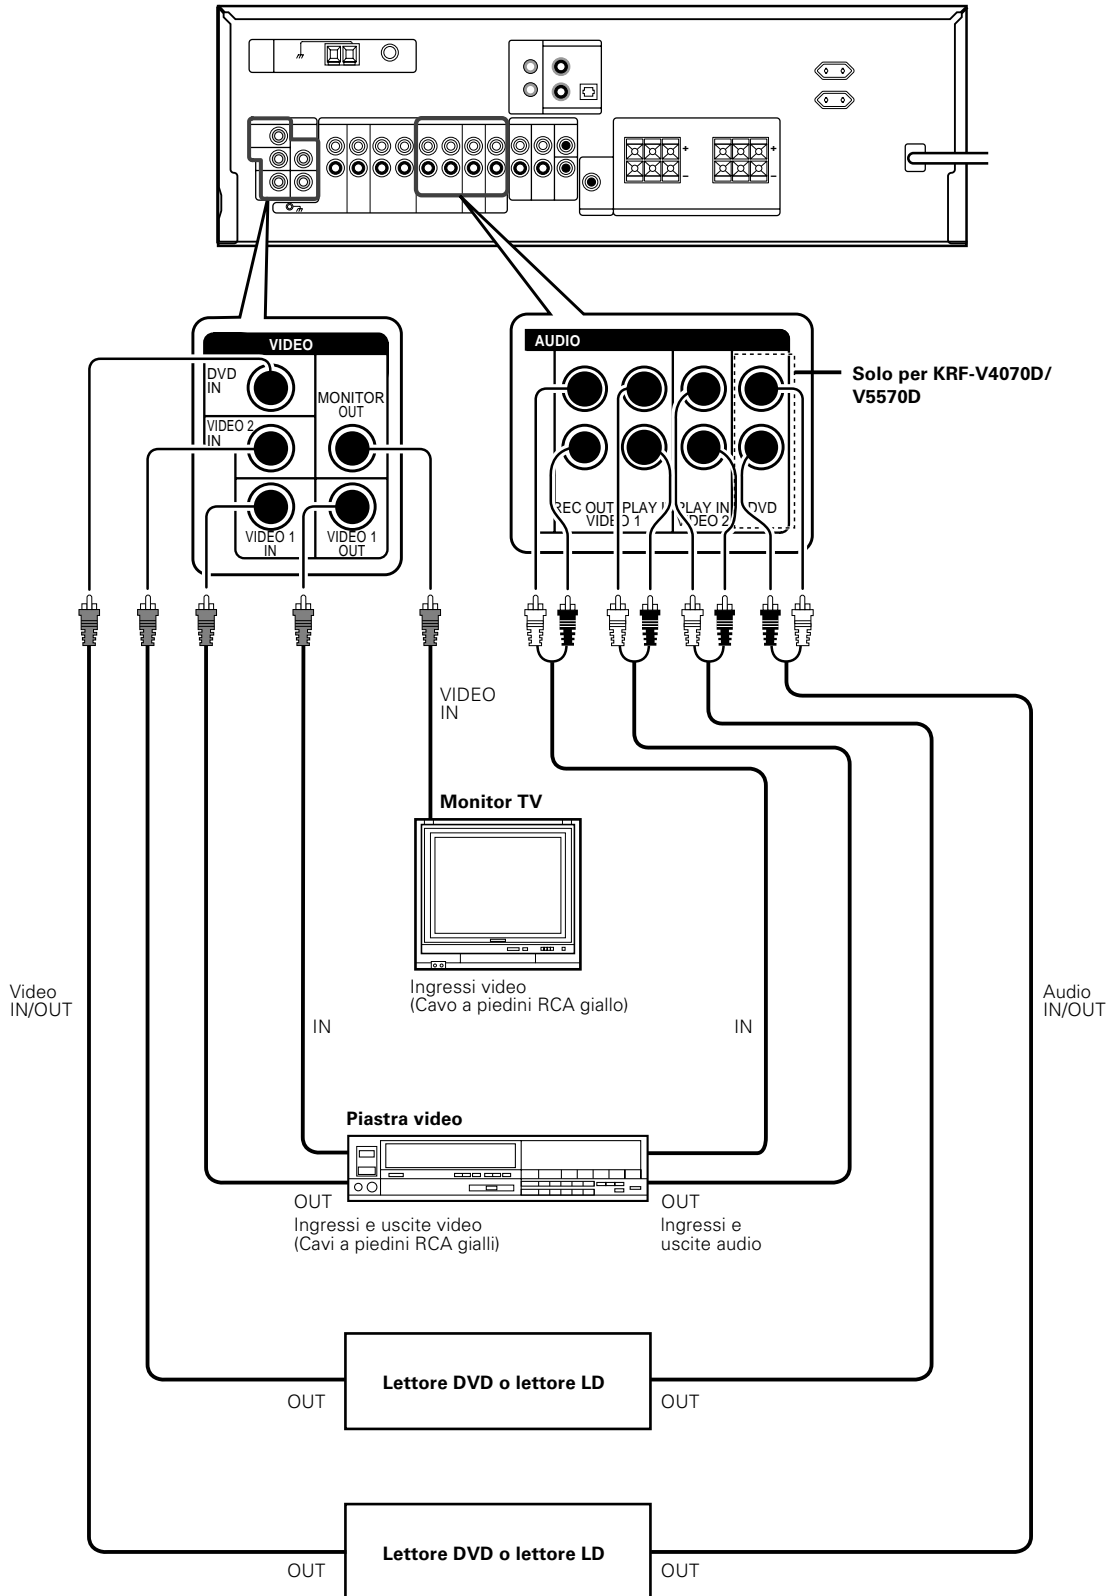 VIDEO
DVD
IN
MONITOR
OUT
VIDEO 2
IN
VIDEO 1
IN
VIDEO 1
OUT
AUDIO
REC OUT PLAY
VIDEO 1
PLAY IN
VIDEO 2
DVD
Solo per KRF-V4070D/
V5570D
+
–
+
–
VIDEO
IN
Monitor TV
Ingressi video
(Cavo a piedini RCA giallo)
Video
IN/OUT
Audio
IN/OUT
IN
IN
Piastra video
OUT
Ingressi e uscite video
(Cavi a piedini RCA gialli)
OUT
Ingressi e
uscite audio
Lettore DVD o lettore LD
OUT
OUT
Lettore DVD o lettore LD
OUT
OUT